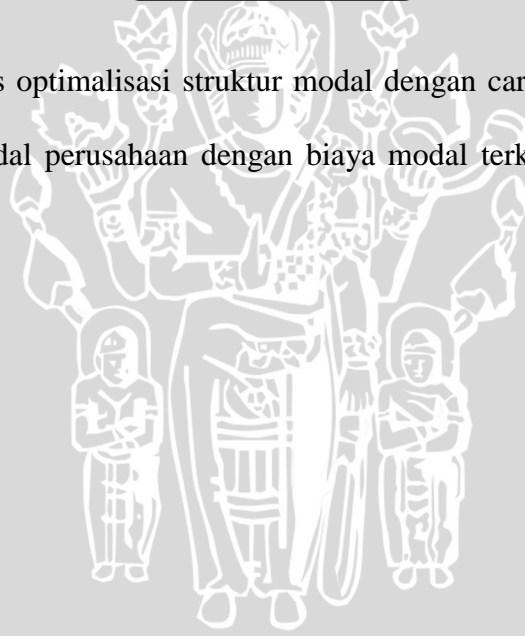 s optimalisasi struktur modal dengan car
dal perusahaan dengan biaya modal terk